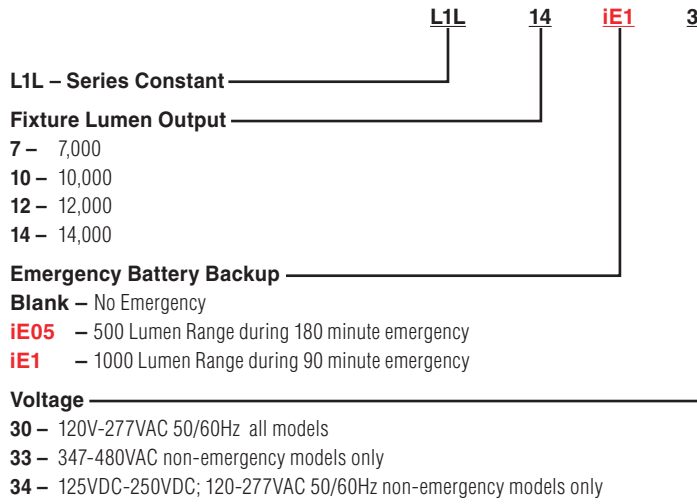 L1L 14 iE1 3
L1L – Series Constant
Fixture Lumen Output
7 – 7,000
10 – 10,000
12 – 12,000
14 – 14,000
Emergency Battery Backup
Blank – No Emergency
iE05 – 500 Lumen Range during 180 minute emergency
iE1 – 1000 Lumen Range during 90 minute emergency
Voltage
30 – 120V-277VAC 50/60Hz all models
33 – 347-480VAC non-emergency models only
34 – 125VDC-250VDC; 120-277VAC 50/60Hz non-emergency models only